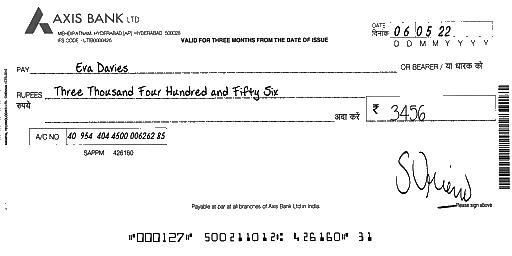 AXIS BANK LTD
MEHDIPATNAM, HYDERABAD [AP] HYDERABAD 500028
IFS CODE - UTIB0000426
VALID FOR THREE MONTHS FROM THE DATE OF ISSUE
DATE
दिनांक 06 05 22
D D M M Y Y Y Y
PAY Eva Davies OR BEARER / या धारक को
RUPEES Three Thousand Four Hundred and Fifty Six
रुपये अदा करें ₹ 3456
A/C NO 40 954 404 4500 006262 85
SAPPM 426160
Payable at par at all branches of Axis Bank Ltd in India.
Please sign above
⑈000127⑈ 500211012⑆ 426160⑈ 31